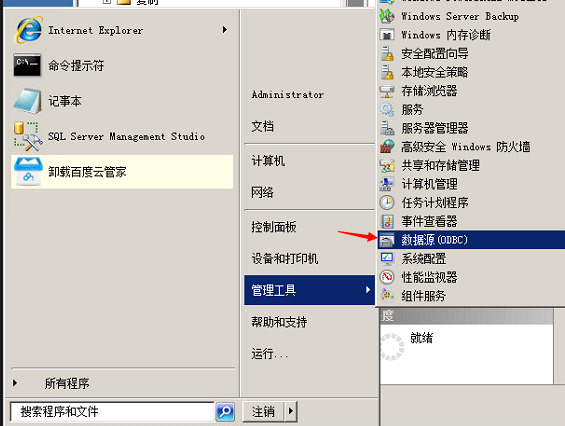 复制
Internet Explorer
命令提示符
记事本
SQL Server Management Studio
卸载百度云管家
所有程序
搜索程序和文件
Administrator
文档
计算机
网络
控制面板
设备和打印机
管理工具
帮助和支持
运行...
注销
Windows Server Backup
Windows 内存诊断
安全配置向导
本地安全策略
存储浏览器
服务
服务器管理器
高级安全 Windows 防火墙
共享和存储管理
计算机管理
任务计划程序
事件查看器
数据源(ODBC)
系统配置
性能监视器
组件服务
度
就绪